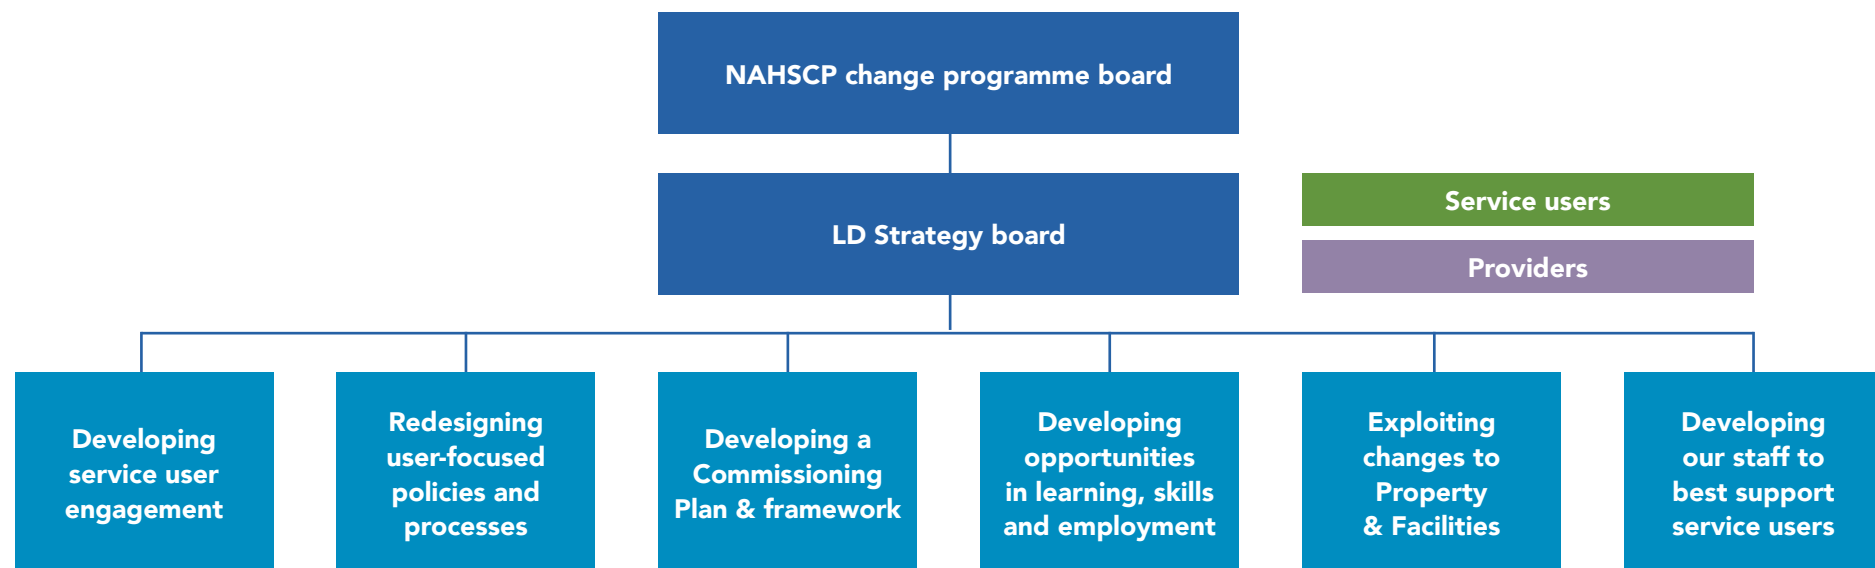 NAHSCP change programme board
LD Strategy board
Service users
Providers
Developing
service user
engagement
Redesigning
user-focused
policies and
processes
Developing a
Commissioning
Plan & framework
Developing
opportunities
in learning, skills
and employment
Exploiting
changes to
Property
& Facilities
Developing
our staff to
best support
service users